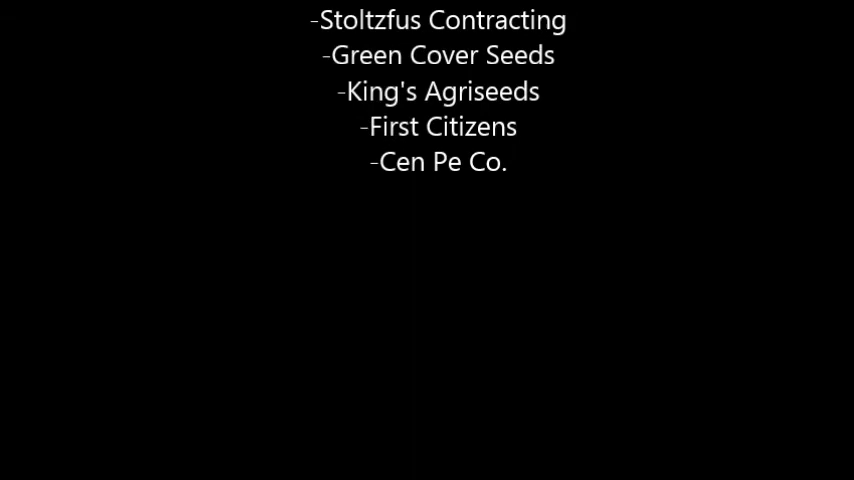 -Stoltzfus Contracting
-Green Cover Seeds
-King's Agriseeds
-First Citizens
-Cen Pe Co.